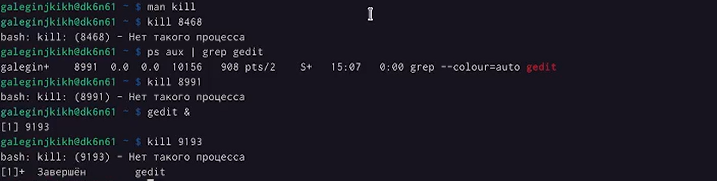 galeginjkikh@dk6n61 ~ $ man kill
galeginjkikh@dk6n61 ~ $ kill 8468
bash: kill: (8468) – Нет такого процесса
galeginjkikh@dk6n61 ~ $ ps aux | grep gedit
galegin+ 8991 0.0 0.0 10156 908 pts/2 S+ 15:07 0:00 grep --colour=auto gedit
galeginjkikh@dk6n61 ~ $ kill 8991
bash: kill: (8991) – Нет такого процесса
galeginjkikh@dk6n61 ~ $ gedit &
[1] 9193
galeginjkikh@dk6n61 ~ $ kill 9193
bash: kill: (9193) – Нет такого процесса
[1]+ Завершён gedit